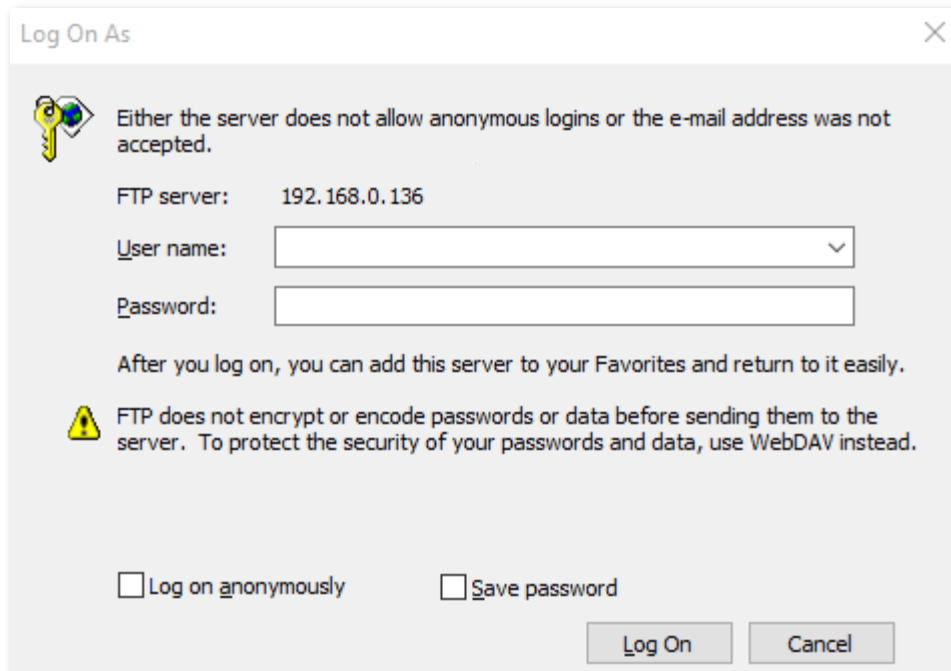 Log On As
Either the server does not allow anonymous logins or the e-mail address was not
accepted.
FTP server: 192.168.0.136
User name:
Password:
After you log on, you can add this server to your Favorites and return to it easily.
FTP does not encrypt or encode passwords or data before sending them to the
server. To protect the security of your passwords and data, use WebDAV instead.
Log on anonymously Save password
Log On Cancel